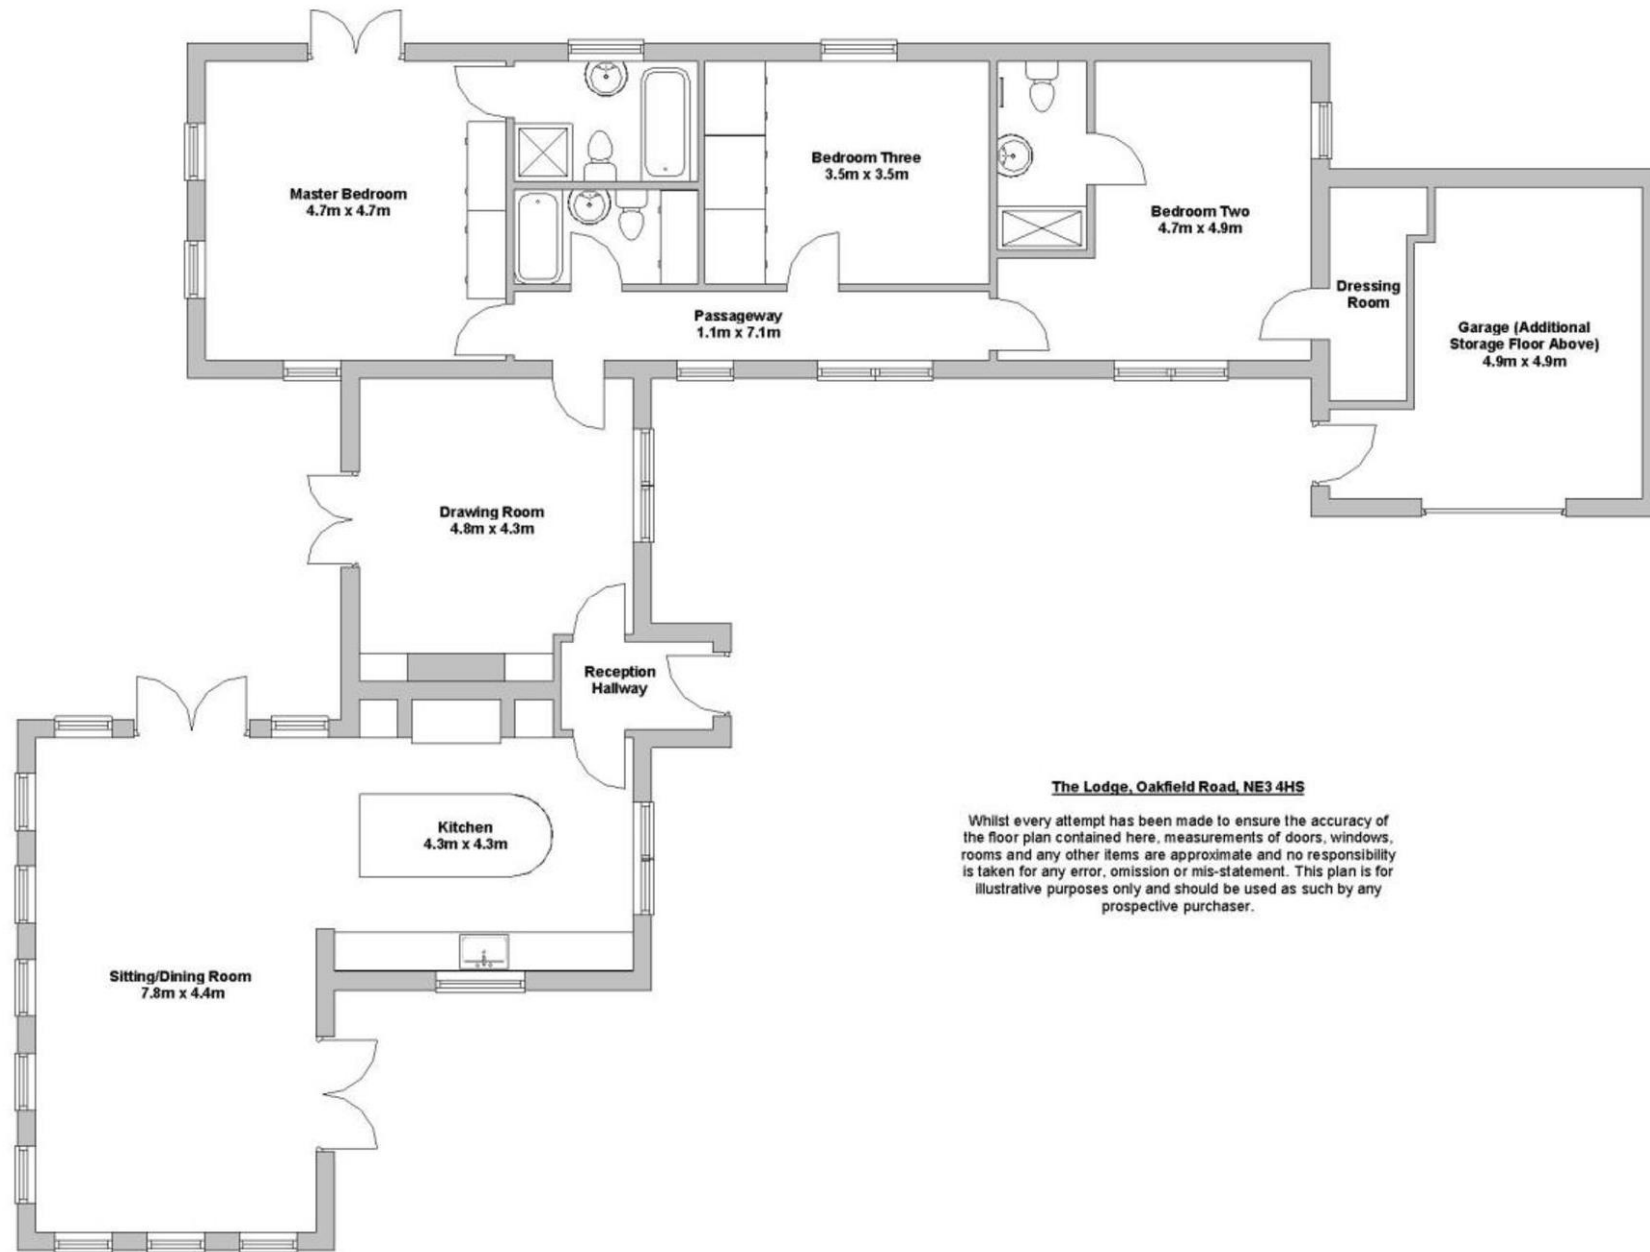 Master Bedroom
4.7m x 4.7m
Bedroom Three
3.5m x 3.5m
Bedroom Two
4.7m x 4.9m
Dressing
Room
Passageway
1.1m x 7.1m
Garage (Additional
Storage Floor Above)
4.9m x 4.9m
Drawing Room
4.8m x 4.3m
Reception
Hallway
Kitchen
4.3m x 4.3m
Sitting/Dining Room
7.8m x 4.4m
The Lodge, Oakfield Road, NE3 4HS
Whilst every attempt has been made to ensure the accuracy of
the floor plan contained here, measurements of doors, windows,
rooms and any other items are approximate and no responsibility
is taken for any error, omission or mis-statement. This plan is for
illustrative purposes only and should be used as such by any
prospective purchaser.